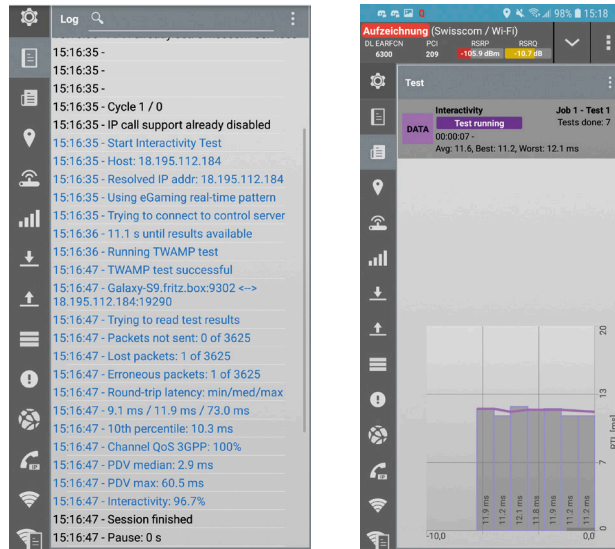 Log
15:16:35 -
15:16:35 -
15:16:35 -
15:16:35 - Cycle 1 / 0
15:16:35 - IP call support already disabled
15:16:35 - Start Interactivity Test
15:16:35 - Host: 18.195.112.184
15:16:35 - Resolved IP addr: 18.195.112.184
15:16:35 - Using eGaming real-time pattern
15:16:35 - Trying to connect to control server
15:16:36 - 11.1 s until results available
15:16:36 - Running TWAMP test
15:16:47 - TWAMP test successful
15:16:47 - Galaxy-S9.fritz.box:9302 <-->
18.195.112.184:19290
15:16:47 - Trying to read test results
15:16:47 - Packets not sent: 0 of 3625
15:16:47 - Lost packets: 1 of 3625
15:16:47 - Erroneous packets: 1 of 3625
15:16:47 - Round-trip latency: min/med/max
15:16:47 - 9.1 ms / 11.9 ms / 73.0 ms
15:16:47 - 10th percentile: 10.3 ms
15:16:47 - Channel QoS 3GPP: 100%
15:16:47 - PDV median: 2.9 ms
15:16:47 - PDV max: 60.5 ms
15:16:47 - Interactivity: 96.7%
15:16:47 - Session finished
15:16:47 - Pause: 0 s
98% 15:18
Aufzeichnung (Swisscom / Wi-Fi)
DL EARFCN PCI RSRP RSRQ
6300 209 -105.9 dBm -10.7 dB
Test
Interactivity Job 1 - Test 1
DATA Test running Tests done: 7
00:00:07 -
Avg: 11.6, Best: 11.2, Worst: 12.1 ms
20
13
RTL [ms]
7
0
11.9 ms
11.2 ms
12.1 ms
11.8 ms
11.9 ms
11.2 ms
11.2 ms
-10,0 0,0